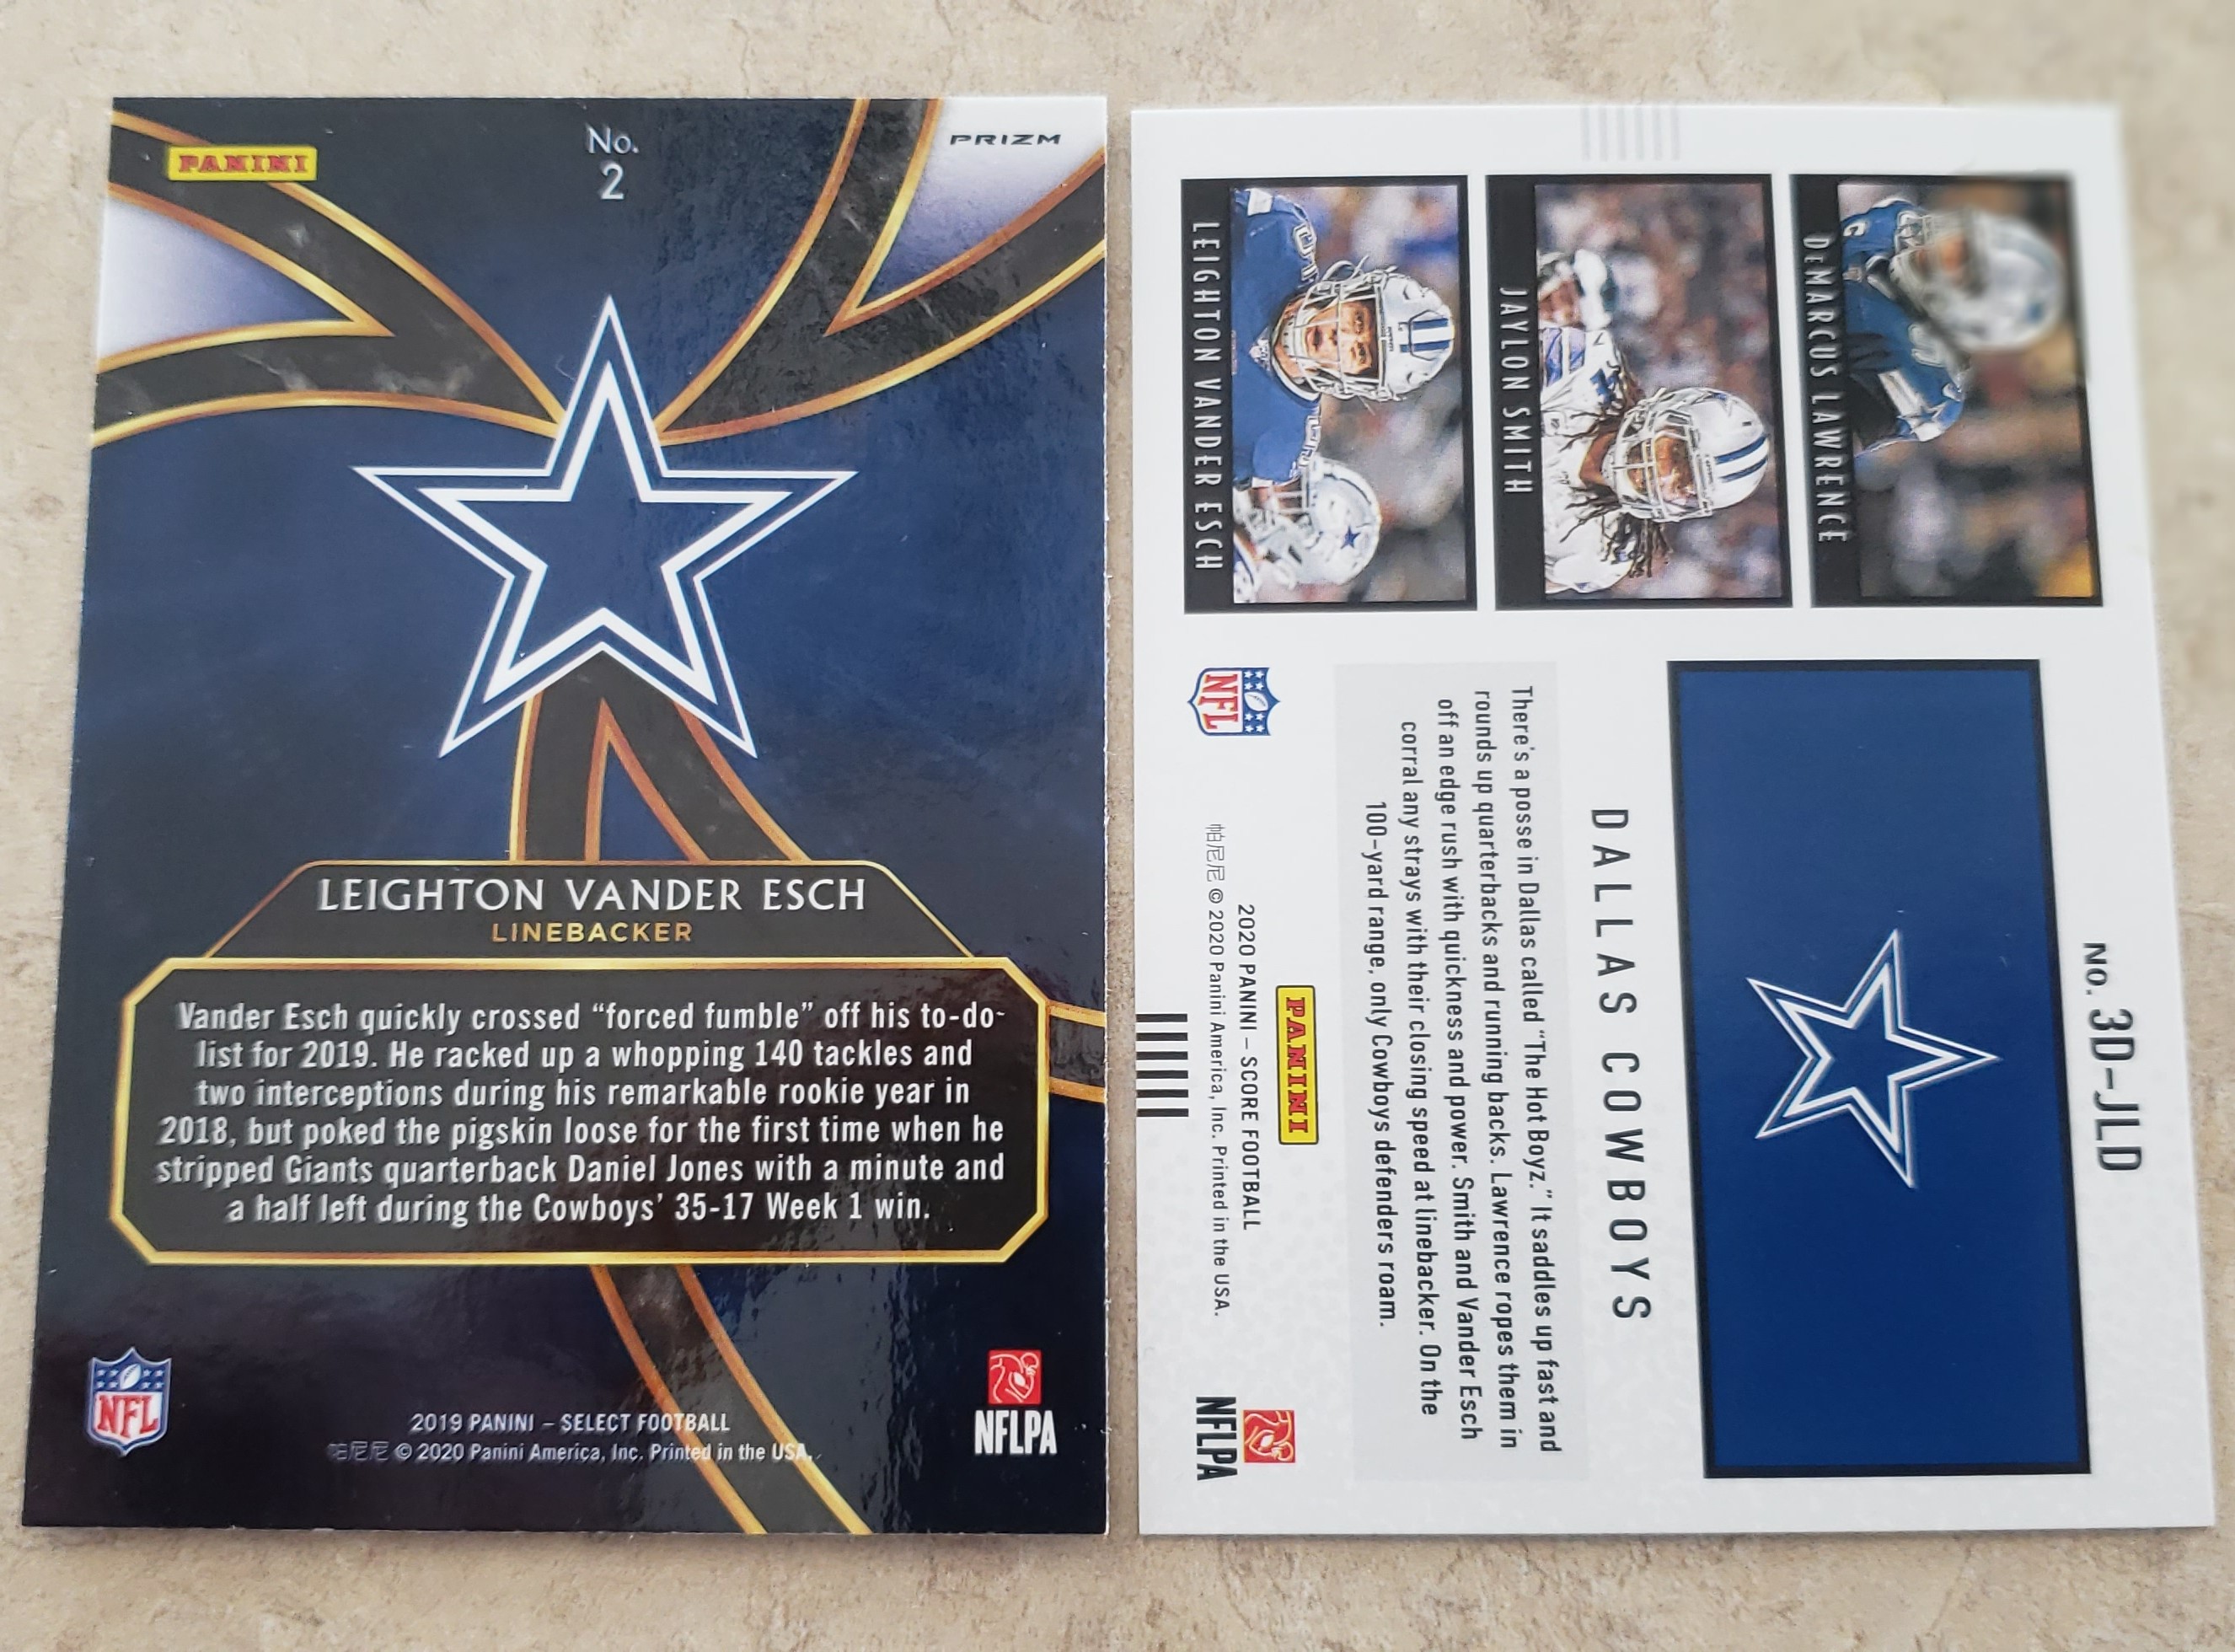 PANINI
No.
2
PRIZM
LEIGHTON VANDER ESCH
LINEBACKER
Vander Esch quickly crossed “forced fumble” off his to-do-
list for 2019. He racked up a whopping 140 tackles and
two interceptions during his remarkable rookie year in
2018, but poked the pigskin loose for the first time when he
stripped Giants quarterback Daniel Jones with a minute and
a half left during the Cowboys’ 35-17 Week 1 win.
NFL
2019 PANINI – SELECT FOOTBALL
帕尼尼 © 2020 Panini America, Inc. Printed in the USA.
NFLPA
No. 3D-JLD
DeMARCUS LAWRENCE
JAYLON SMITH
LEIGHTON VANDER ESCH
DALLAS COWBOYS
There’s a posse in Dallas called “The Hot Boyz.” It saddles up fast and
rounds up quarterbacks and running backs. Lawrence ropes them in
off an edge rush with quickness and power. Smith and Vander Esch
corral any strays with their closing speed at linebacker. On the
100-yard range, only Cowboys defenders roam.
PANINI
NFL
2020 PANINI – SCORE FOOTBALL
帕尼尼 © 2020 Panini America, Inc. Printed in the USA.
NFLPA